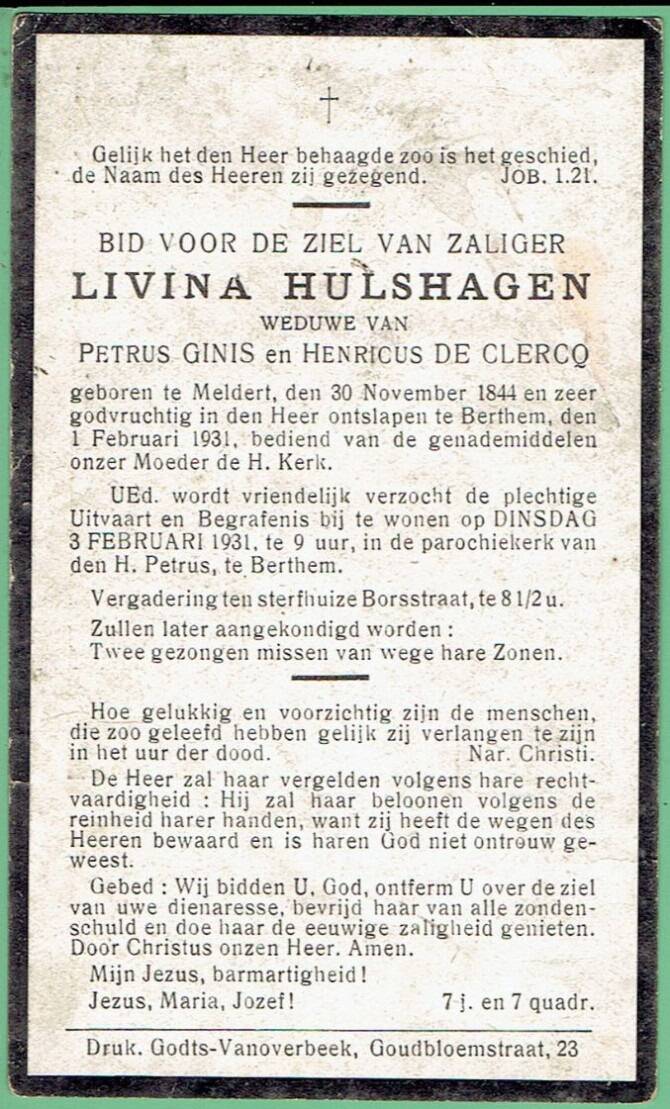 Gelijk het den Heer behaagde zoo is het geschied,
de Naam des Heeren zij gezegend. JOB. 1.21.
BID VOOR DE ZIEL VAN ZALIGER
LIVINA HULSHAGEN
WEDUWE VAN
PETRUS GINIS en HENRICUS DE CLERCQ
geboren te Meldert, den 30 November 1844 en zeer
godvruchtig in den Heer ontslapen te Berthem, den
1 Februari 1931, bediend van de genademiddelen
onzer Moeder de H. Kerk.
UEd. wordt vriendelijk verzocht de plechtige
Uitvaart en Begrafenis bij te wonen op DINSDAG
3 FEBRUARI 1931, te 9 uur, in de parochiekerk van
den H. Petrus, te Berthem.
Vergadering ten sterfhuize Borsstraat, te 8 1/2 u.
Zullen later aangekondigd worden :
Twee gezongen missen van wege hare Zonen.
Hoe gelukkig en voorzichtig zijn de menschen,
die zoo geleefd hebben gelijk zij verlangen te zijn
in het uur der dood. Nar. Christi.
De Heer zal haar vergelden volgens hare recht-
vaardigheid : Hij zal haar beloonen volgens de
reinheid harer handen, want zij heeft de wegen des
Heeren bewaard en is haren God niet ontrouw ge-
weest.
Gebed : Wij bidden U, God, ontferm U over de ziel
van uwe dienaresse, bevrijd haar van alle zonden-
schuld en doe haar de eeuwige zaligheid genieten.
Door Christus onzen Heer. Amen.
Mijn Jezus, barmartigheid !
Jezus, Maria, Jozef ! 7 j. en 7 quadr.
Druk. Godts-Vanoverbeek, Goudbloemstraat, 23